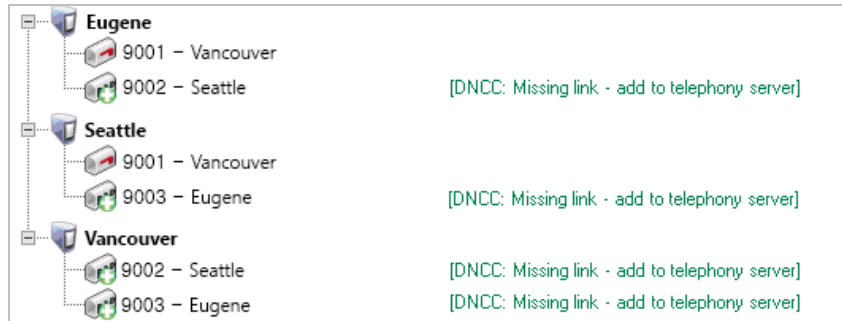 Eugene
9001 – Vancouver
9002 – Seattle [DNCC: Missing link - add to telephony server]
Seattle
9001 – Vancouver
9003 – Eugene [DNCC: Missing link - add to telephony server]
Vancouver
9002 – Seattle [DNCC: Missing link - add to telephony server]
9003 – Eugene [DNCC: Missing link - add to telephony server]